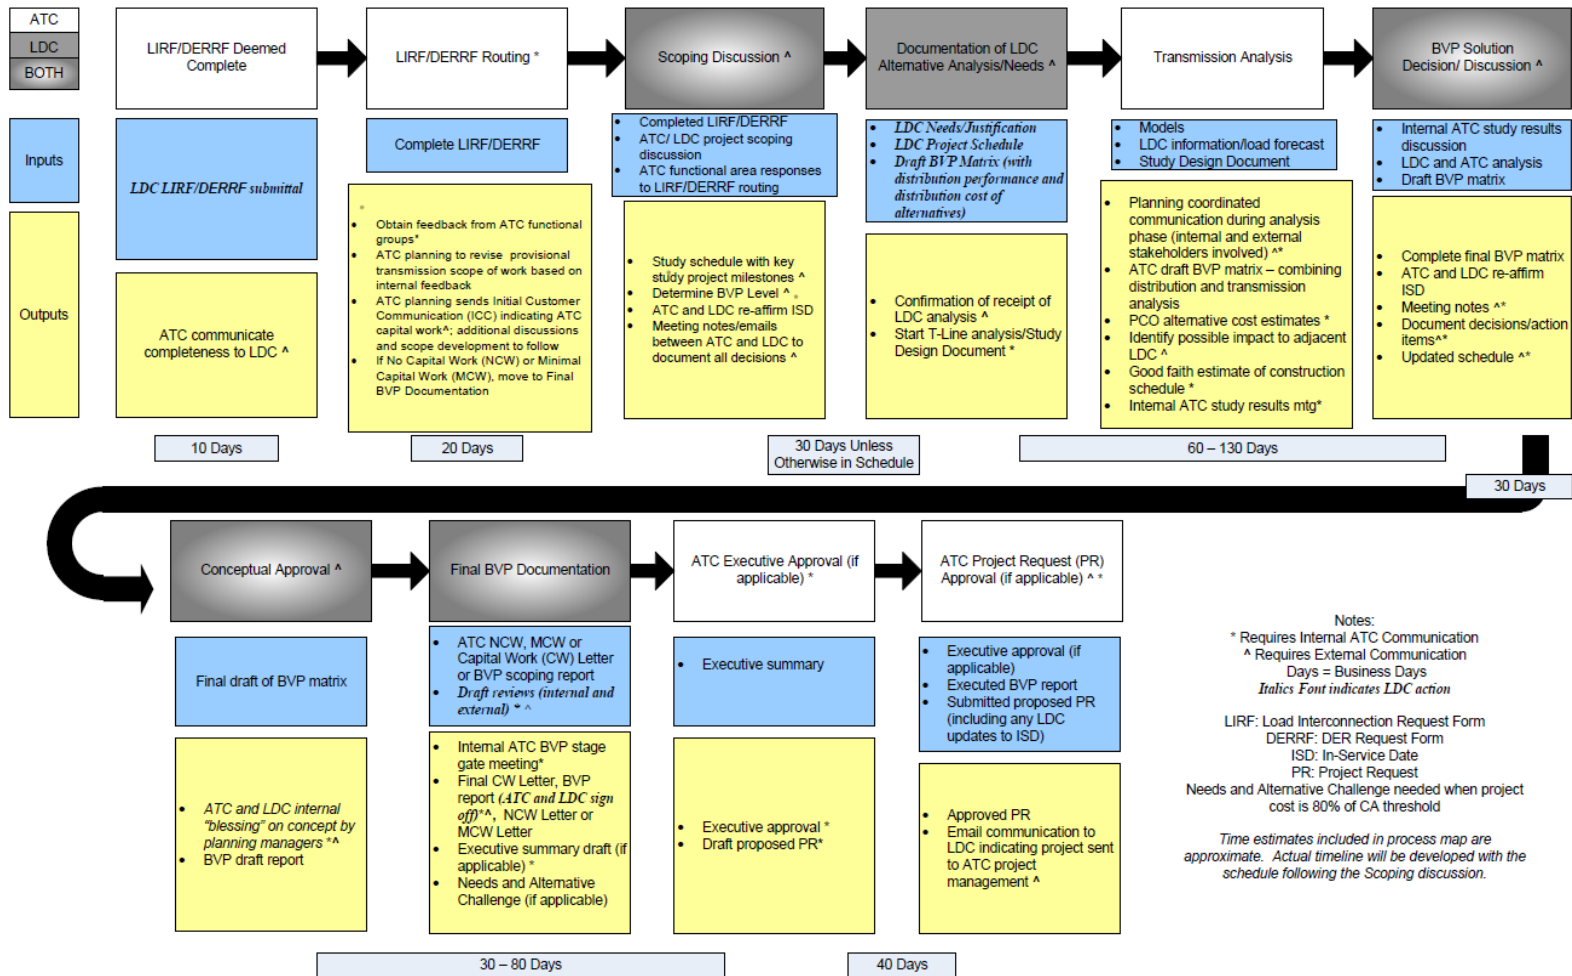 ATC
LDC
BOTH
LIRF/DERRF Deemed
Complete
LIRF/DERRF Routing *
Scoping Discussion ^
Documentation of LDC
Alternative Analysis/Needs ^
Transmission Analysis
BVP Solution
Decision/ Discussion ^
Inputs
LDC LIRF/DERRF submittal
Complete LIRF/DERRF
• Completed LIRF/DERRF
• ATC/ LDC project scoping
discussion
• ATC functional area
responses to LIRF/DERRF routing
• LDC Needs/Justification
• LDC Project Schedule
• Draft BVP Matrix (with
distribution performance and
distribution cost of
alternatives)
• Models
• LDC information/load forecast
• Study Design Document
• Internal ATC study results
discussion
• LDC and ATC analysis
• Draft BVP matrix
Outputs
ATC communicate
completeness to LDC ^
• Obtain feedback from ATC functional
groups*
• ATC planning to revise provisional
transmission scope of work based on
internal feedback
• ATC planning sends Initial Customer
Communication (ICC) indicating ATC
capital work^; additional discussions
and scope development to follow
• If No Capital Work (NCW) or Minimal
Capital Work (MCW), move to Final
BVP Documentation
• Study schedule with key
study project milestones ^
• Determine BVP Level ^
• ATC and LDC re-affirm ISD
• Meeting notes/emails
between ATC and LDC to
document all decisions ^
• Confirmation of receipt of
LDC analysis ^
• Start T-Line analysis/Study
Design Document *
• Planning coordinated
communication during analysis
phase (internal and external
stakeholders involved) ^*
• ATC draft BVP matrix – combining
distribution and transmission
analysis
• PCO alternative cost estimates *
• Identify possible impact to adjacent
LDC ^
• Good faith estimate of construction
schedule *
• Internal ATC study results mtg*
• Complete final BVP matrix
• ATC and LDC re-affirm
ISD
• Meeting notes ^*
• Document decisions/action
items^*
• Updated schedule ^*
10 Days
20 Days
30 Days Unless
Otherwise in Schedule
60 – 130 Days
30 Days
Conceptual Approval ^
Final BVP Documentation
ATC Executive Approval (if
applicable) *
ATC Project Request (PR)
Approval (if applicable) ^ *
Final draft of BVP matrix
• ATC NCW, MCW or
Capital Work (CW) Letter
or BVP scoping report
• Draft reviews (internal and
external) * ^
• Executive summary
• Executive approval (if
applicable)
• Executed BVP report
• Submitted proposed PR
(including any LDC
updates to ISD)
• ATC and LDC internal
"blessing" on concept by
planning managers *^
• BVP draft report
• Internal ATC BVP stage
gate meeting*
• Final CW Letter, BVP
report (ATC and LDC sign
off)*^, NCW Letter or
MCW Letter
• Executive summary draft (if
applicable) *
• Needs and Alternative
Challenge (if applicable)
• Executive approval *
• Draft proposed PR*
• Approved PR
• Email communication to
LDC indicating project sent
to ATC project
management ^
30 – 80 Days
40 Days
Notes:
* Requires Internal ATC Communication
^ Requires External Communication
Days = Business Days
Italics Font indicates LDC action
LIRF: Load Interconnection Request Form
DERRF: DER Request Form
ISD: In-Service Date
PR: Project Request
Needs and Alternative Challenge needed when project
cost is 80% of CA threshold
Time estimates included in process map are
approximate. Actual timeline will be developed with the
schedule following the Scoping discussion.